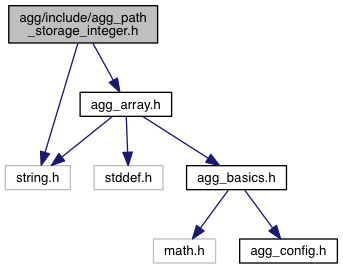 agg/include/agg_path
_storage_integer.h
agg_array.h
string.h
stddef.h
agg_basics.h
math.h
agg_config.h